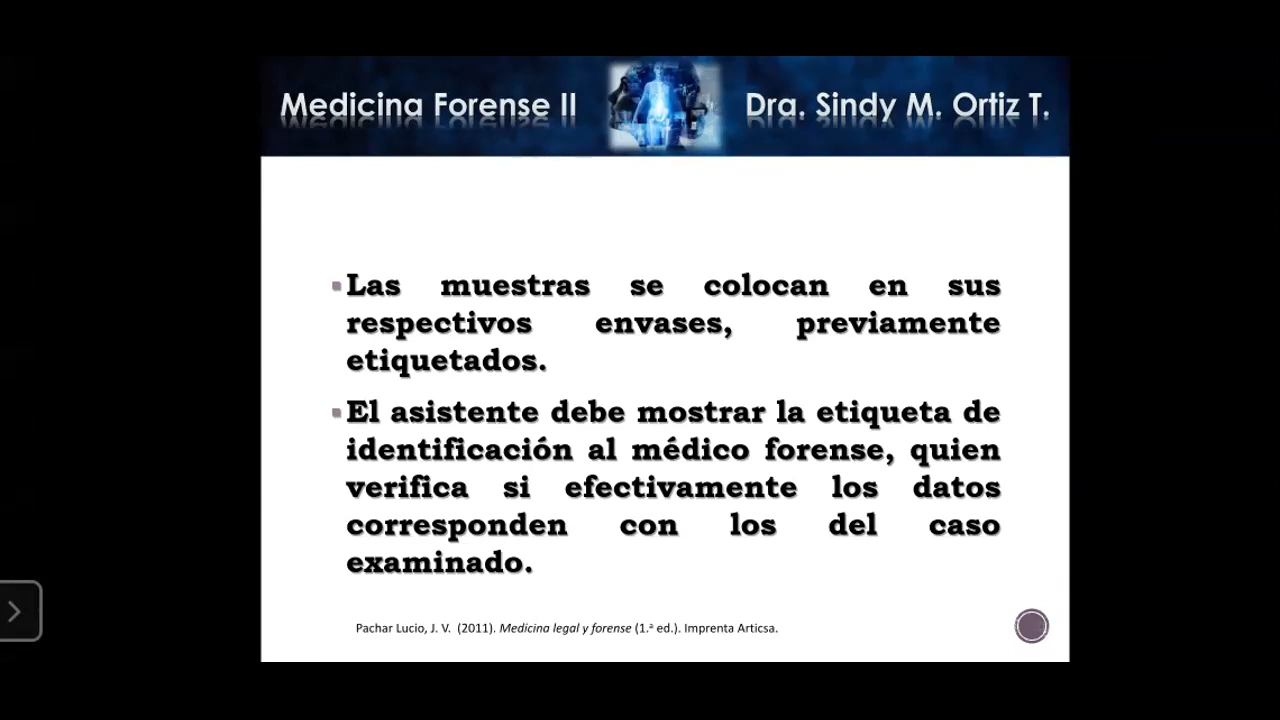 Medicina Forense II
Dra. Sindy M. Ortiz T.
Las muestras se colocan en sus
respectivos envases, previamente
etiquetados.
El asistente debe mostrar la etiqueta de
identificación al médico forense, quien
verifica si efectivamente los datos
corresponden con los del caso
examinado.
Pachar Lucio, J. V. (2011). Medicina legal y forense (1.ª ed.). Imprenta Articsa.